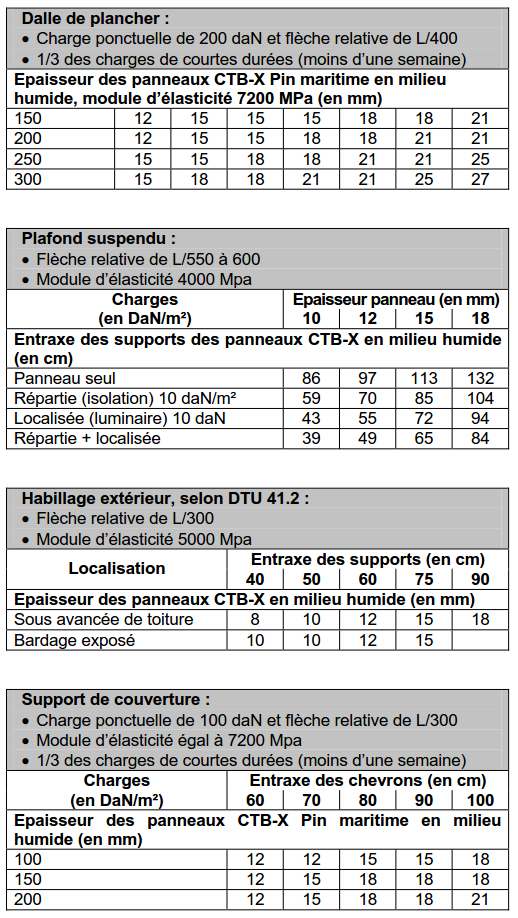 Dalle de plancher :
• Charge ponctuelle de 200 daN et flèche relative de L/400
• 1/3 des charges de courtes durées (moins d’une semaine)
Epaisseur des panneaux CTB-X Pin maritime en milieu
humide, module d’élasticité 7200 MPa (en mm)
150 12 15 15 15 18 18 21
200 12 15 15 18 18 21 21
250 15 15 18 18 21 21 25
300 15 18 18 21 21 25 27
Plafond suspendu :
• Flèche relative de L/550 à 600
• Module d’élasticité 4000 Mpa
Charges Epaisseur panneau (en mm)
(en DaN/m²) 10 12 15 18
Entraxe des supports des panneaux CTB-X en milieu humide
(en cm)
Panneau seul 86 97 113 132
Répartie (isolation) 10 daN/m² 59 70 85 104
Localisée (luminaire) 10 daN 43 55 72 94
Répartie + localisée 39 49 65 84
Habillage extérieur, selon DTU 41.2 :
• Flèche relative de L/300
• Module d’élasticité 5000 Mpa
Localisation Entraxe des supports (en cm)
40 50 60 75 90
Epaisseur des panneaux CTB-X en milieu humide (en mm)
Sous avancée de toiture 8 10 12 15 18
Bardage exposé 10 10 12 15
Support de couverture :
• Charge ponctuelle de 100 daN et flèche relative de L/300
• Module d’élasticité égal à 7200 Mpa
• 1/3 des charges de courtes durées (moins d’une semaine)
Charges Entraxe des chevrons (en cm)
(en DaN/m²) 60 70 80 90 100
Epaisseur des panneaux CTB-X Pin maritime en milieu
humide (en mm)
100 12 12 15 15 18
150 12 15 18 18 18
200 12 15 18 18 21